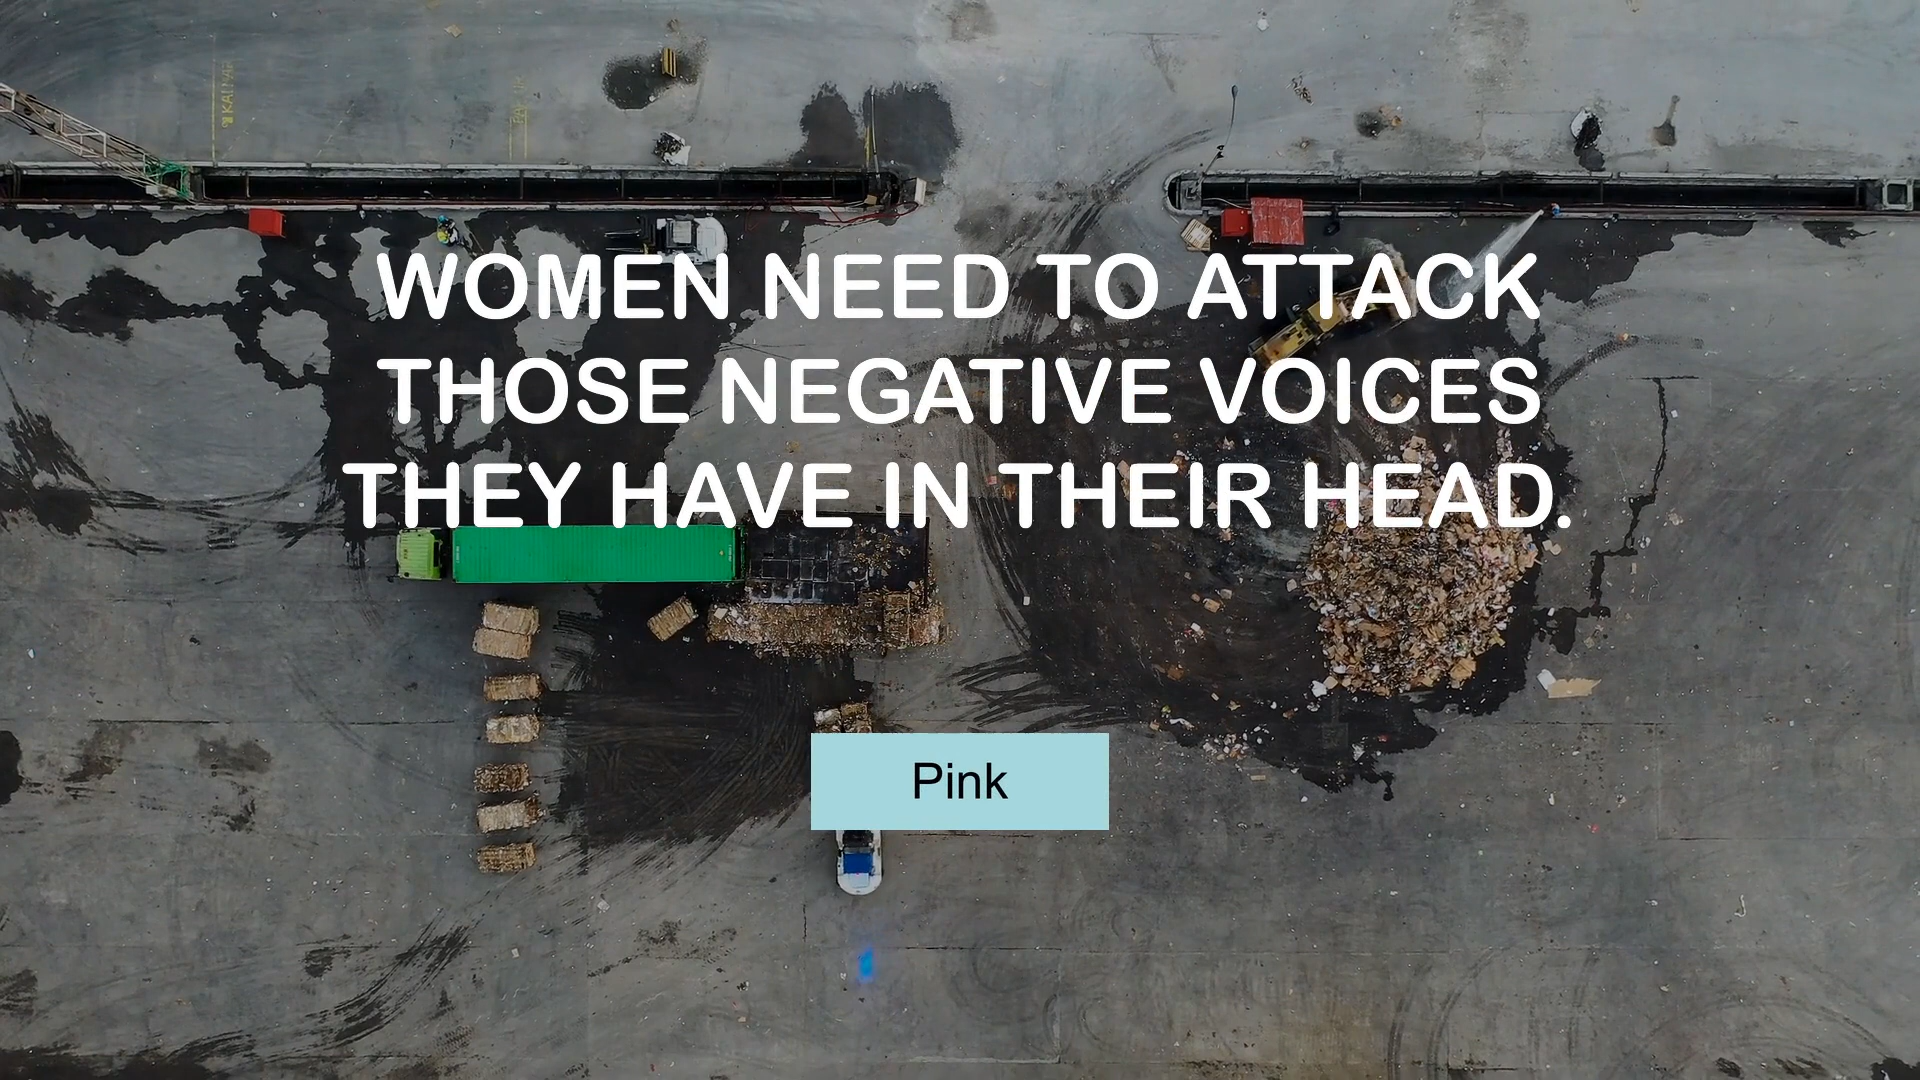 WOMEN NEED TO ATTACK
THOSE NEGATIVE VOICES
THEY HAVE IN THEIR HEAD.
Pink